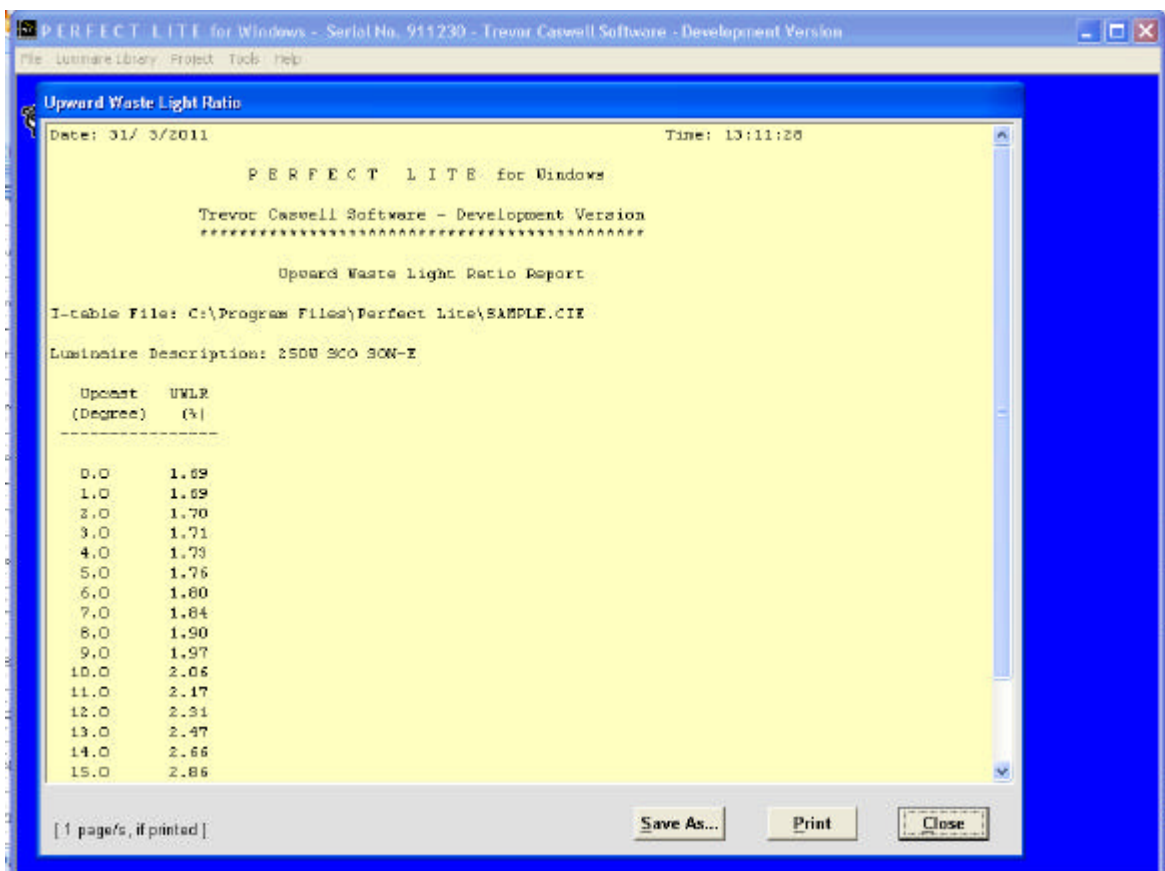 PERFECT LITE for Windows - Serial No. 911230 - Trevor Caswell Software - Development Version
File Luminaire Library Project Tools Help
Upward Waste Light Ratio
Date: 31/ 3/2011 Time: 13:11:28
P E R F E C T L I T E for Windows
Trevor Caswell Software - Development Version
*********************************************
Upward Waste Light Ratio Report
I-table File: C:\Program Files\Perfect Lite\SAMPLE.CIE
Luminaire Description: 250W SCO SON-E
Upcast UWLR
(Degree) (%)
----------------
0.0 1.69
1.0 1.69
2.0 1.70
3.0 1.71
4.0 1.73
5.0 1.76
6.0 1.80
7.0 1.84
8.0 1.90
9.0 1.97
10.0 2.06
11.0 2.17
12.0 2.31
13.0 2.47
14.0 2.66
15.0 2.86
[ 1 page/s, if printed ] Save As... Print Close